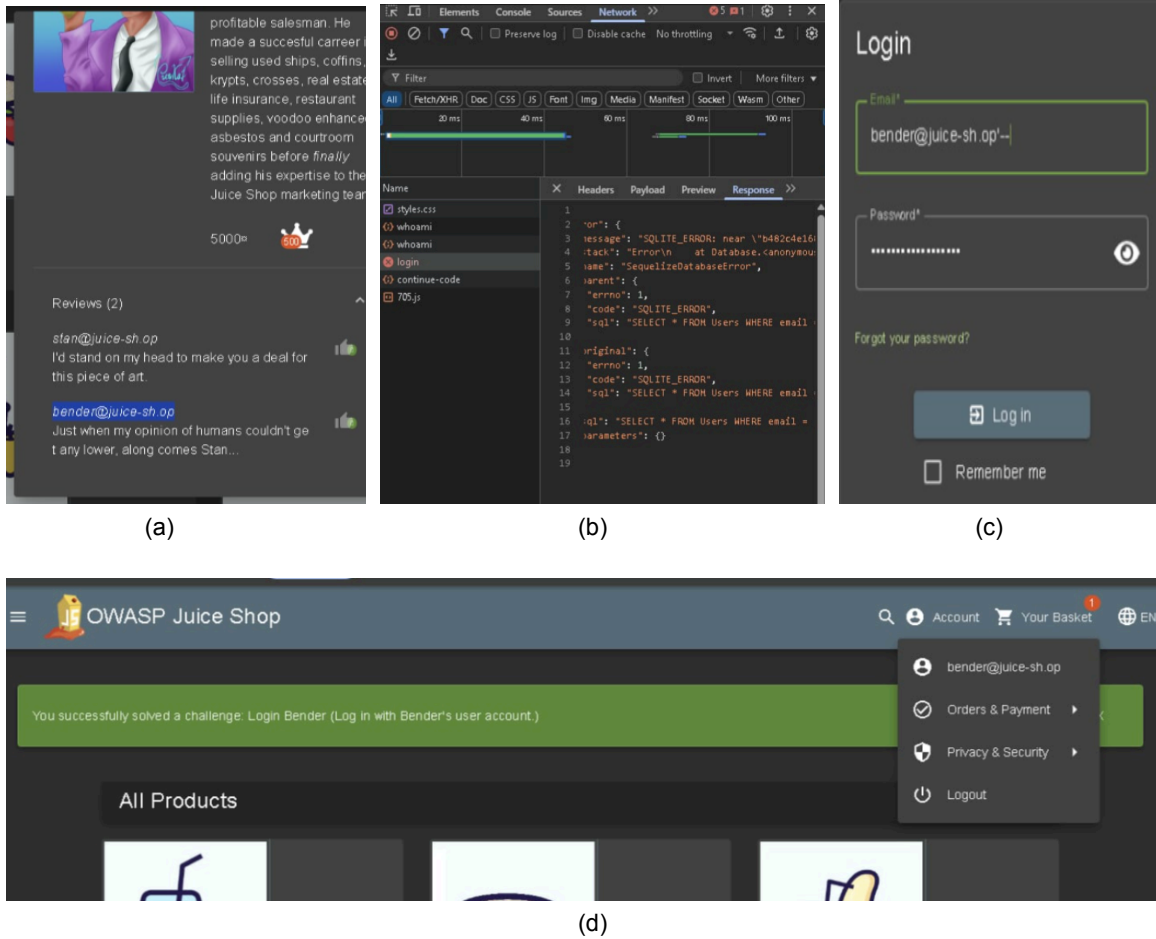 profitable salesman. He
made a succesful carreer i
selling used ships, coffins,
krypts, crosses, real estate
life insurance, restaurant
supplies, voodoo enhance
asbestos and courtroom
souvenirs before finally
adding his expertise to the
Juice Shop marketing tear
5000¤ 500
Reviews (2)
stan@juice-sh.op
I'd stand on my head to make you a deal for
this piece of art.
bender@juice-sh.op
Just when my opinion of humans couldn't ge
t any lower, along comes Stan...
(a)
Elements Console Sources Network >> 5 1
Preserve log Disable cache No throttling
Filter Invert More filters
All Fetch/XHR Doc CSS JS Font Img Media Manifest Socket Wasm Other
20 ms 40 ms 60 ms 80 ms 100 ms
Name
styles.css
whoami
whoami
login
continue-code
705.js
Headers Payload Preview Response >>
1
2 ror": {
3 nessage": "SQLITE_ERROR: near \"b482c4e16
4 stack": "Error\n at Database.<anonymou
5 name": "SequelizeDatabaseError",
6 parent": {
7 "errno": 1,
8 "code": "SQLITE_ERROR",
9 "sql": "SELECT * FROM Users WHERE email
10
11 original": {
12 "errno": 1,
13 "code": "SQLITE_ERROR",
14 "sql": "SELECT * FROM Users WHERE email
15
16 sql": "SELECT * FROM Users WHERE email =
17 parameters": {}
18
19
(b)
Login
Email*
bender@juice-sh.op'--
Password*
Forgot your password?
Log in
Remember me
(c)
OWASP Juice Shop
Account Your Basket 1 EN
You successfully solved a challenge: Login Bender (Log in with Bender's user account.)
bender@juice-sh.op
Orders & Payment
Privacy & Security
Logout
All Products
(d)